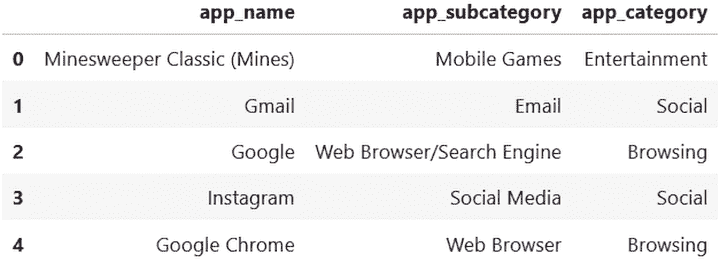 app_name app_subcategory app_category
0 Minesweeper Classic (Mines) Mobile Games Entertainment
1 Gmail Email Social
2 Google Web Browser/Search Engine Browsing
3 Instagram Social Media Social
4 Google Chrome Web Browser Browsing